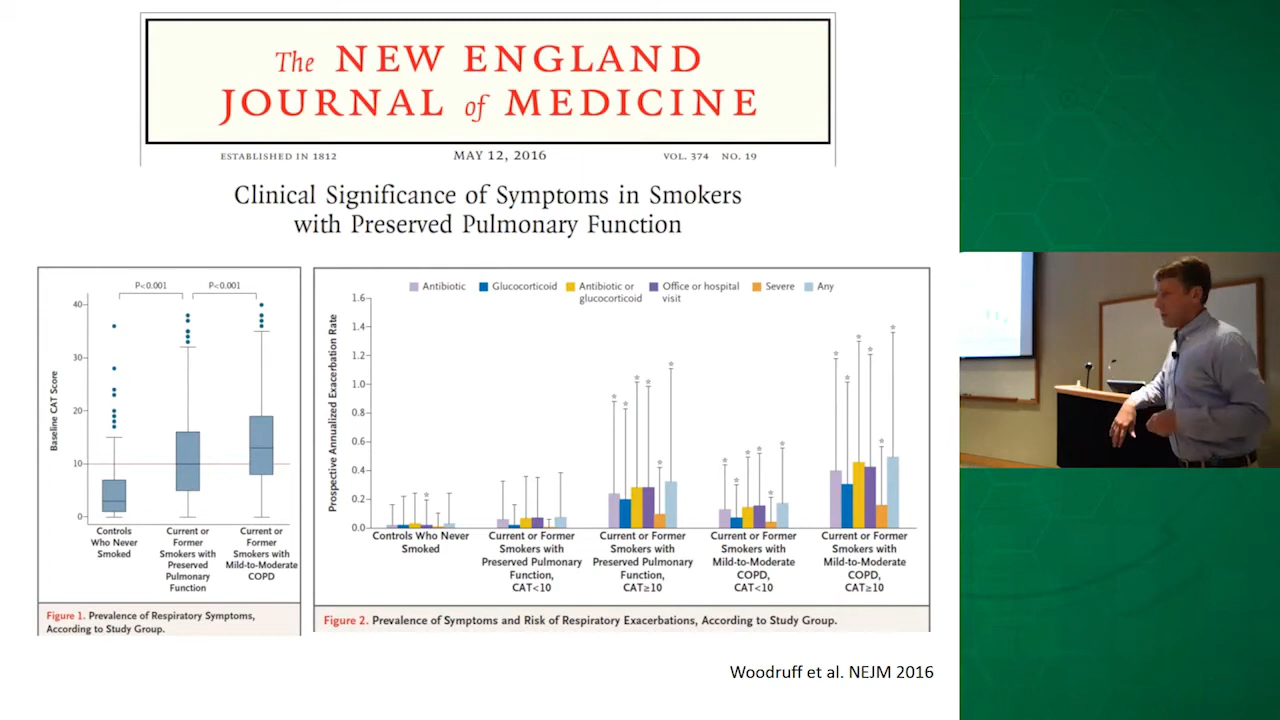 The NEW ENGLAND
JOURNAL of MEDICINE
ESTABLISHED IN 1812 MAY 12, 2016 VOL. 374 NO. 19
Clinical Significance of Symptoms in Smokers
with Preserved Pulmonary Function
P<0.001 P<0.001
40
30
20
10
0
Baseline CAT Score
Controls
Who Never
Smoked
Current or
Former
Smokers with
Preserved
Pulmonary
Function
Current or
Former
Smokers with
Mild-to-Moderate
COPD
Figure 1. Prevalence of Respiratory Symptoms,
According to Study Group.
Antibiotic
Glucocorticoid
Antibiotic or
glucocorticoid
Office or hospital
visit
Severe
Any
1.6
1.4
1.2
1.0
0.8
0.6
0.4
0.2
0.0
Prospective Annualized Exacerbation Rate
* * * * * * * * * * * * * * * * * * *
Controls Who Never
Smoked
Current or Former
Smokers with
Preserved Pulmonary
Function,
CAT<10
Current or Former
Smokers with
Preserved Pulmonary
Function,
CAT≥10
Current or Former
Smokers with
Mild-to-Moderate
COPD,
CAT<10
Current or Former
Smokers with
Mild-to-Moderate
COPD,
CAT≥10
Figure 2. Prevalence of Symptoms and Risk of Respiratory Exacerbations, According to Study Group.
Woodruff et al. NEJM 2016